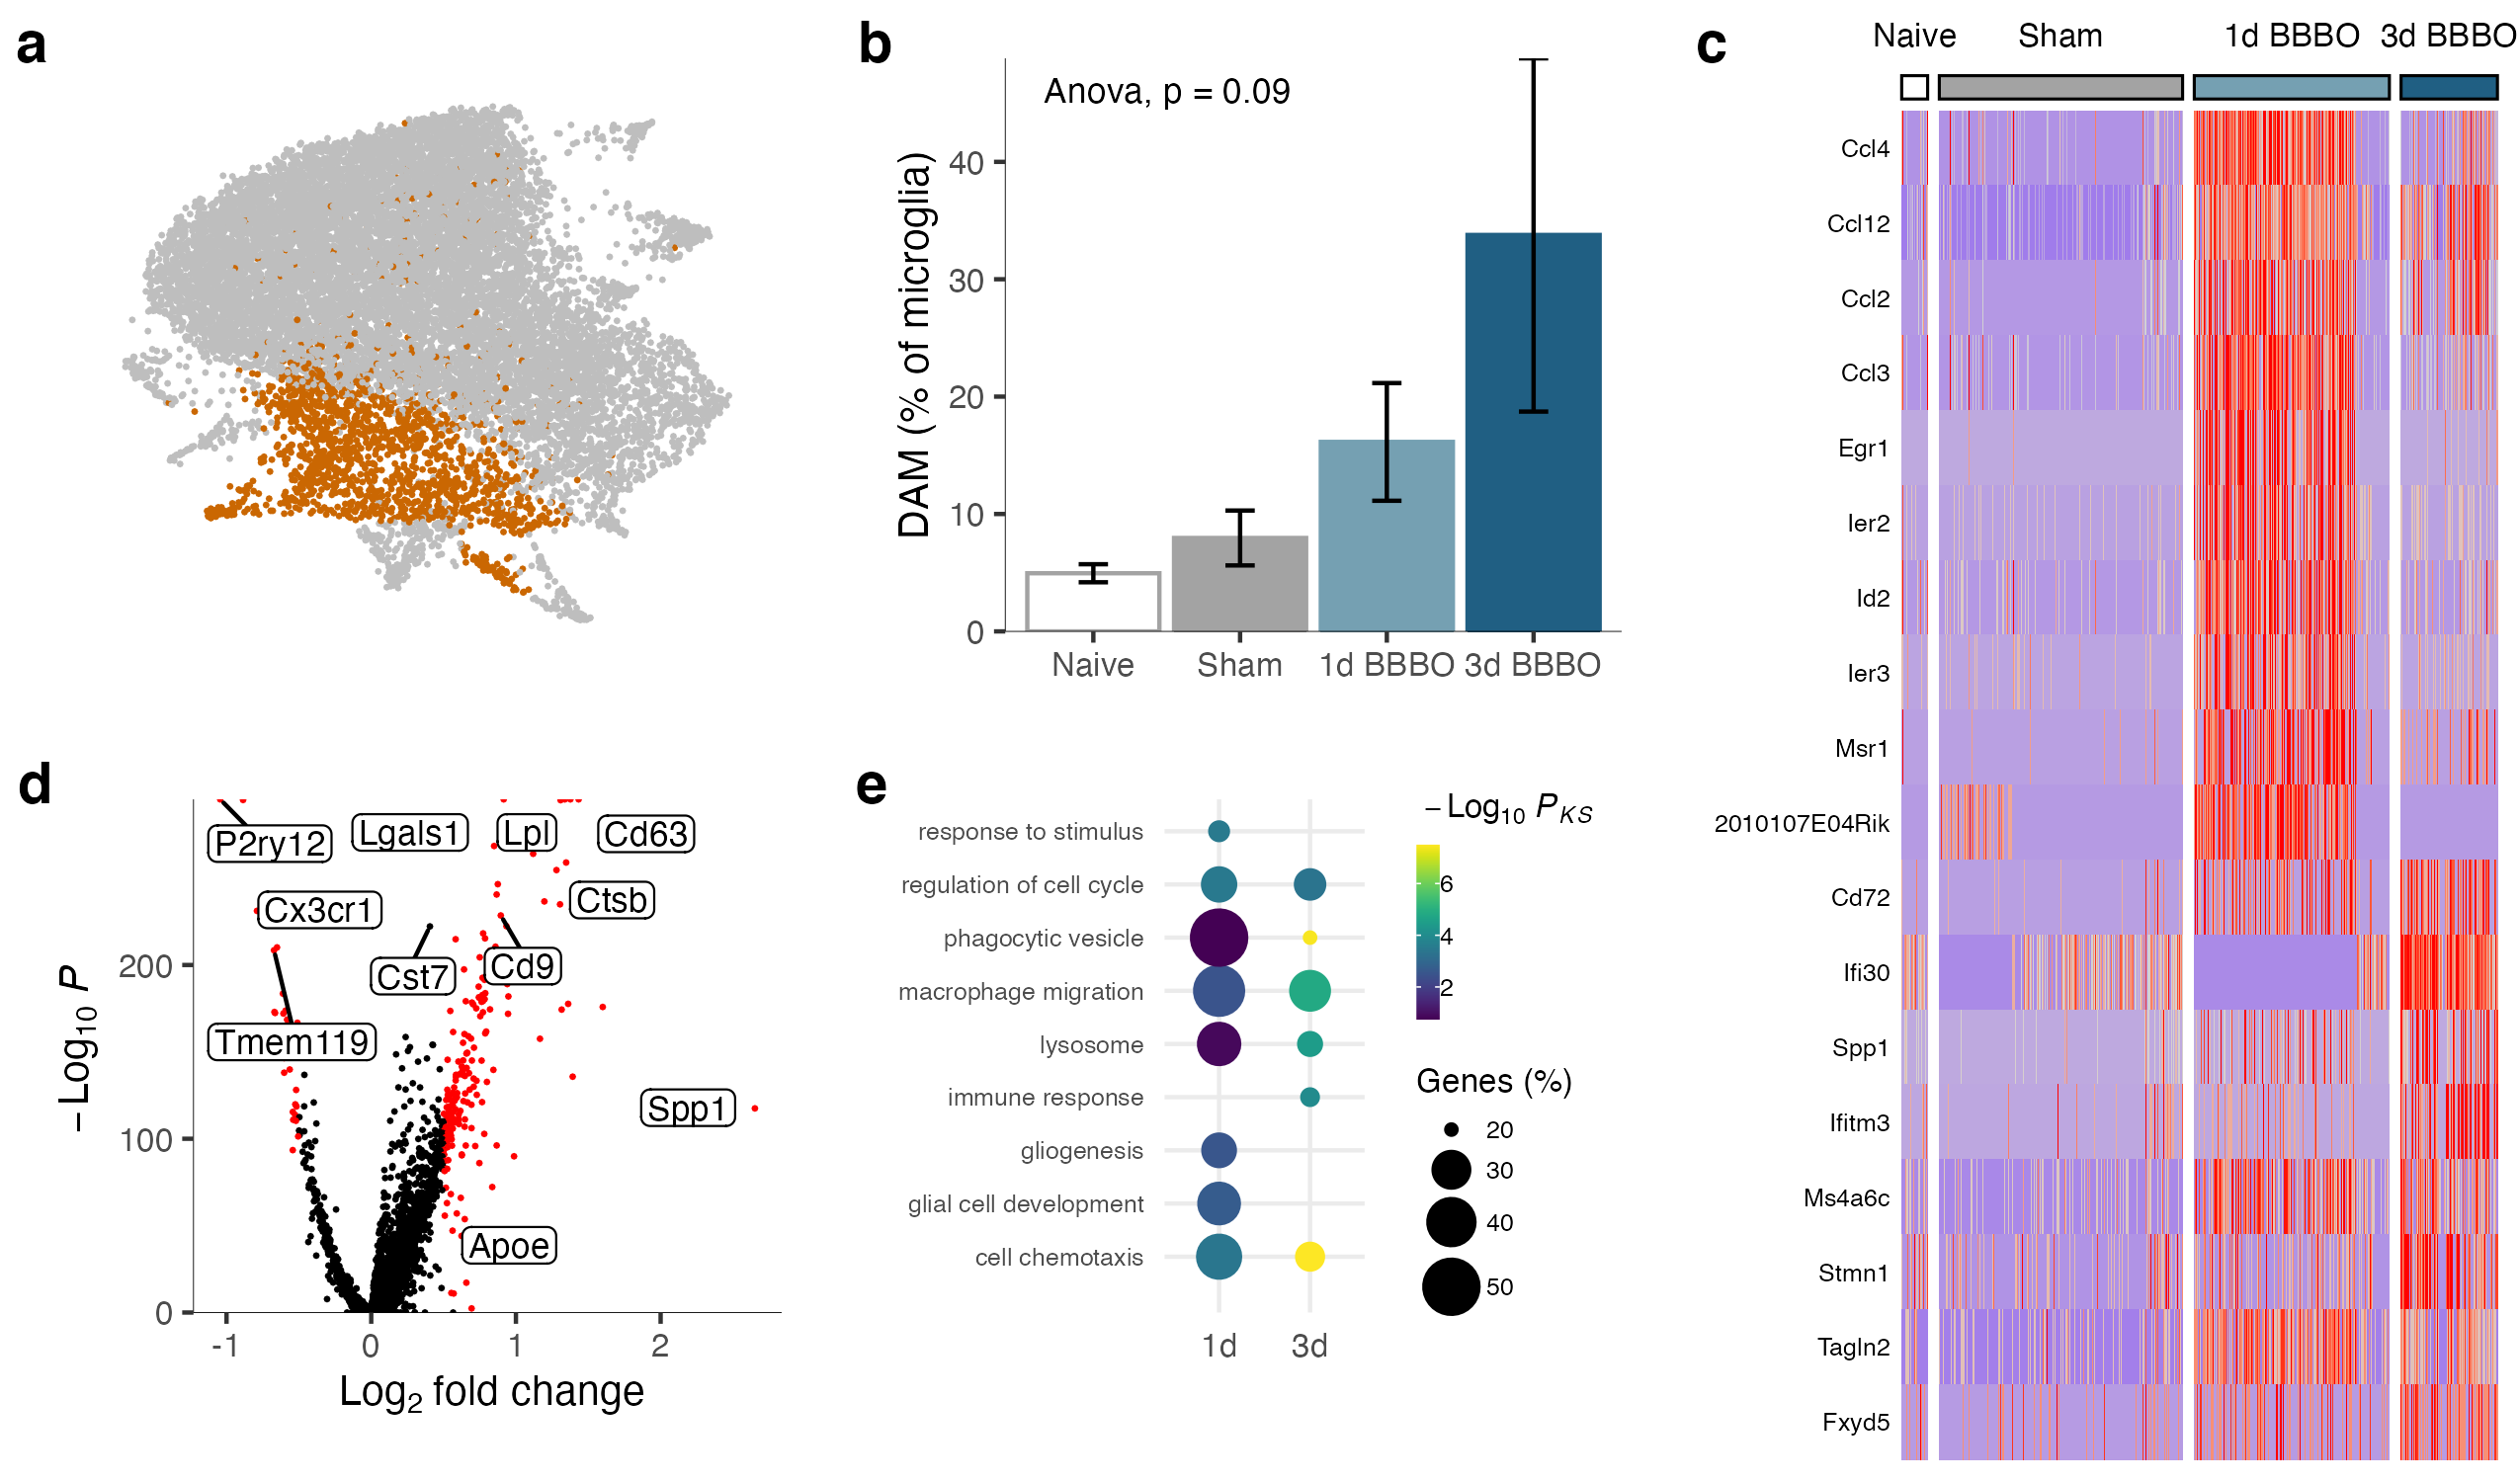 a
b
Anova, p = 0.09
DAM (% of microglia)
40
30
20
10
0
Naive
Sham
1d BBBO
3d BBBO
c
Naive
Sham
1d BBBO
3d BBBO
Ccl4
Ccl12
Ccl2
Ccl3
Egr1
Ier2
Id2
Ier3
Msr1
2010107E04Rik
Cd72
Ifi30
Spp1
Ifitm3
Ms4a6c
Stmn1
Tagln2
Fxyd5
d
P2ry12
Lgals1
Lpl
Cd63
Cx3cr1
Ctsb
Cst7
Cd9
Tmem119
Spp1
Apoe
−Log10 P
200
100
0
-1
0
1
2
Log2 fold change
e
response to stimulus
regulation of cell cycle
phagocytic vesicle
macrophage migration
lysosome
immune response
gliogenesis
glial cell development
cell chemotaxis
1d
3d
−Log10 PKS
6
4
2
Genes (%)
20
30
40
50